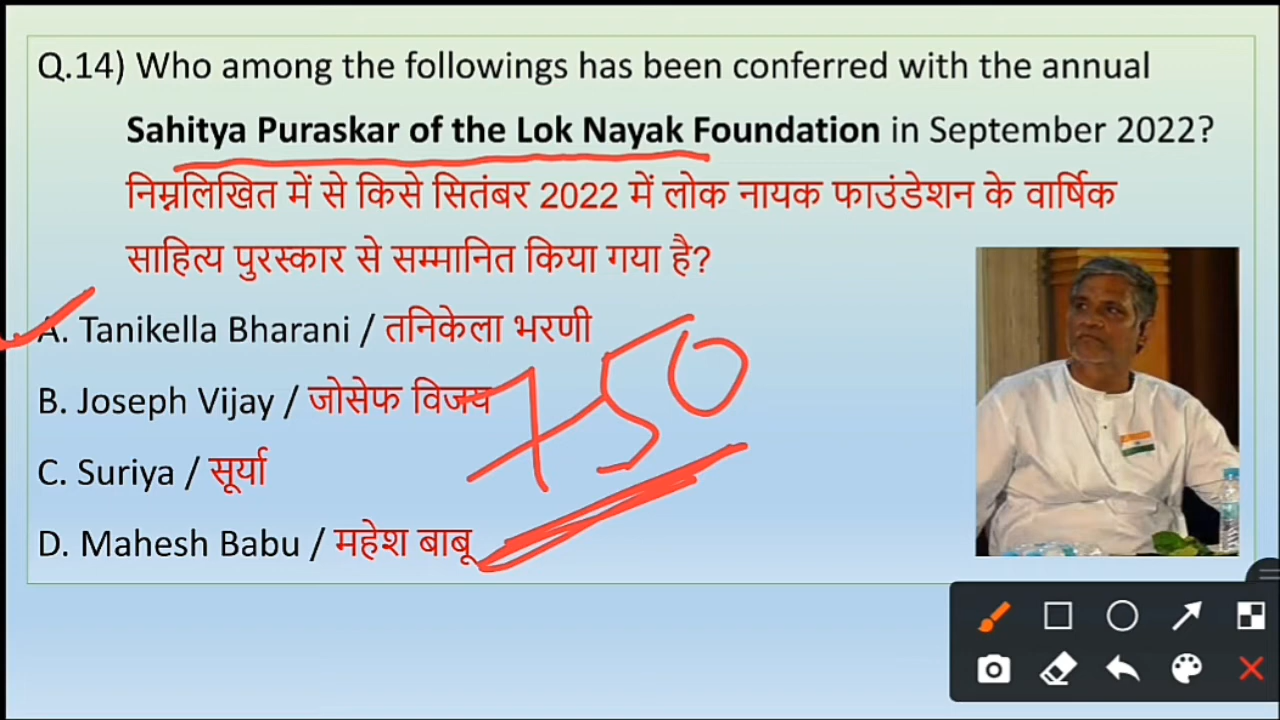 Q.14) Who among the followings has been conferred with the annual
Sahitya Puraskar of the Lok Nayak Foundation in September 2022?
निम्नलिखित में से किसे सितंबर 2022 में लोक नायक फाउंडेशन के वार्षिक
साहित्य पुरस्कार से सम्मानित किया गया है?
A. Tanikella Bharani / तनिकेला भरणी
B. Joseph Vijay / जोसेफ विजय
750
C. Suriya / सूर्या
D. Mahesh Babu / महेश बाबू